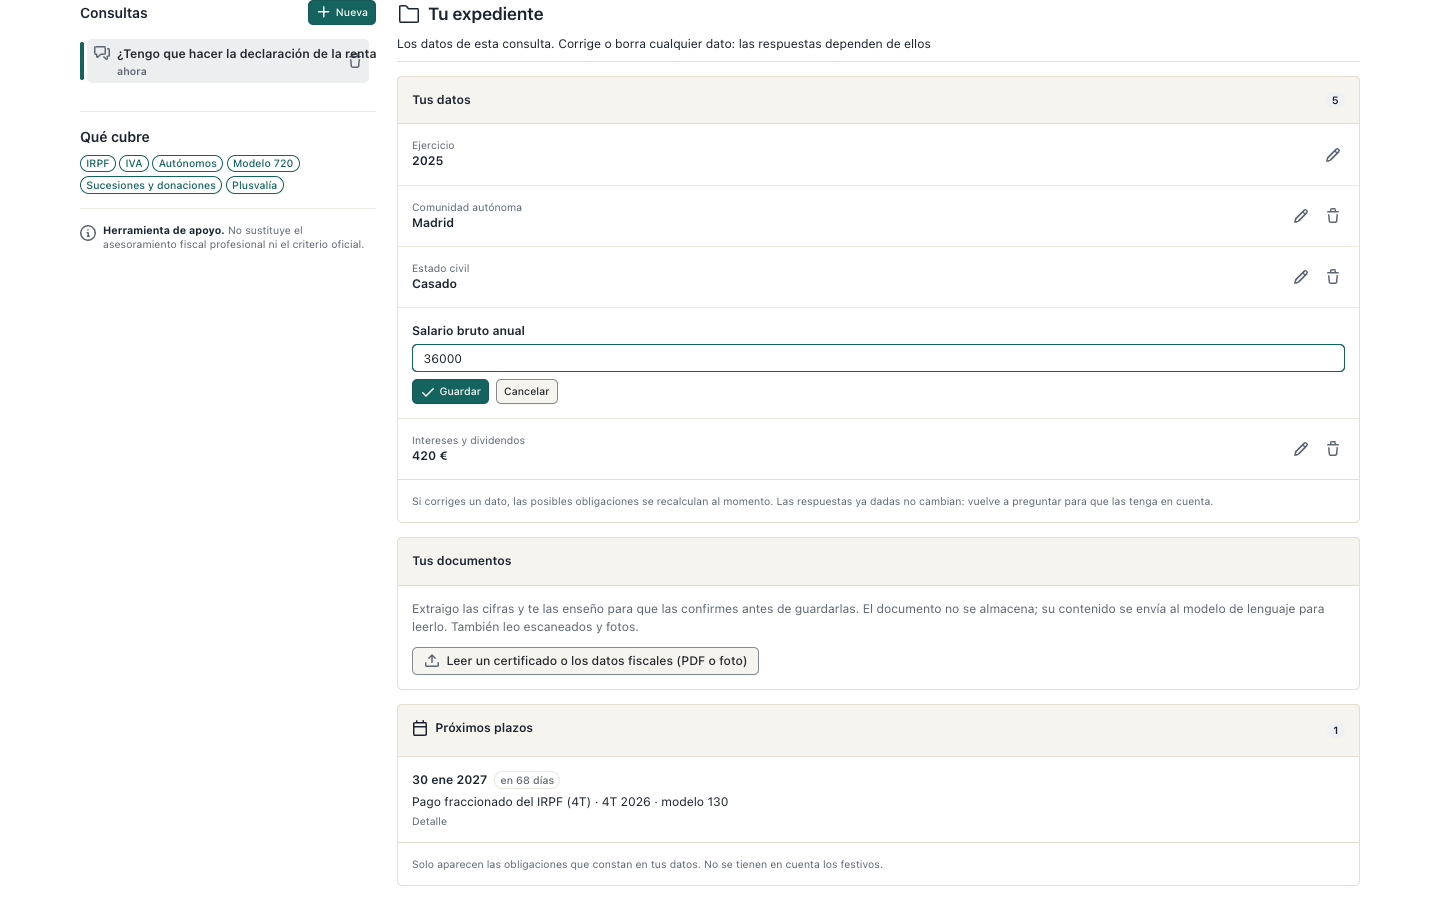 Consultas
Nueva
¿Tengo que hacer la declaración de la renta
ahora
Qué cubre
IRPF
IVA
Autónomos
Modelo 720
Sucesiones y donaciones
Plusvalía
Herramienta de apoyo. No sustituye el
asesoramiento fiscal profesional ni el criterio oficial.
Tu expediente
Los datos de esta consulta. Corrige o borra cualquier dato: las respuestas dependen de ellos
Tus datos
5
Ejercicio
2025
Comunidad autónoma
Madrid
Estado civil
Casado
Salario bruto anual
36000
Guardar
Cancelar
Intereses y dividendos
420 €
Si corriges un dato, las posibles obligaciones se recalculan al momento. Las respuestas ya dadas no cambian: vuelve a preguntar para que las tenga en cuenta.
Tus documentos
Extraigo las cifras y te las enseño para que las confirmes antes de guardarlas. El documento no se almacena; su contenido se envía al modelo de lenguaje para
leerlo. También leo escaneados y fotos.
Leer un certificado o los datos fiscales (PDF o foto)
Próximos plazos
1
30 ene 2027
en 68 días
Pago fraccionado del IRPF (4T) · 4T 2026 · modelo 130
Detalle
Solo aparecen las obligaciones que constan en tus datos. No se tienen en cuenta los festivos.